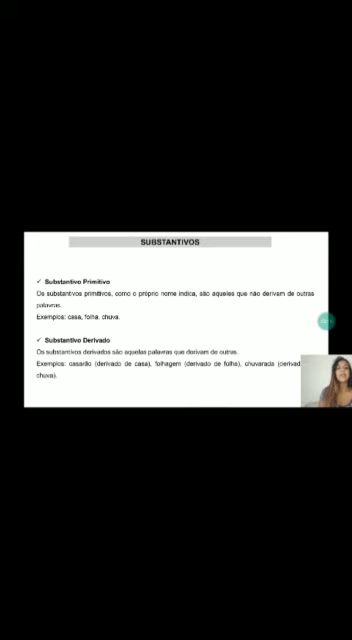 SUBSTANTIVOS
✓ Substantivo Primitivo
Os substantivos primitivos, como o próprio nome indica, são aqueles que não derivam de outras
palavras.
Exemplos: casa, folha, chuva.
✓ Substantivo Derivado
Os substantivos derivados são aquelas palavras que derivam de outras.
Exemplos: casarão (derivado de casa), folhagem (derivado de folha), chuvarada (derivad
chuva).